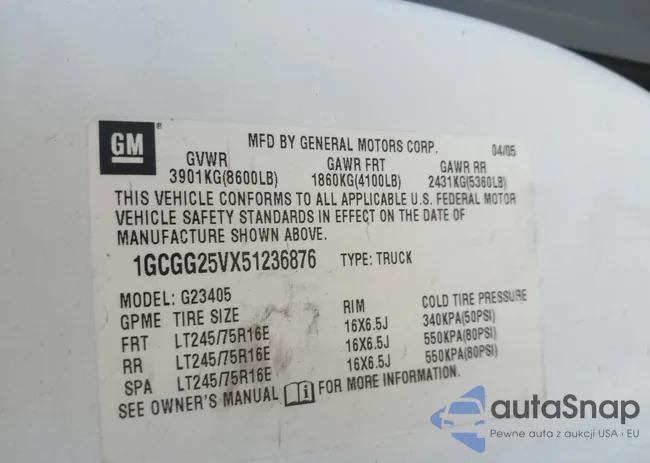 GM ®
MFD BY GENERAL MOTORS CORP. 04/05
GVWR GAWR FRT GAWR RR
3901KG(8600LB) 1860KG(4100LB) 2431KG(5360LB)
THIS VEHICLE CONFORMS TO ALL APPLICABLE U.S. FEDERAL MOTOR
VEHICLE SAFETY STANDARDS IN EFFECT ON THE DATE OF
MANUFACTURE SHOWN ABOVE.
1GCGG25VX51236876 TYPE: TRUCK
MODEL: G23405
GPME TIRE SIZE RIM COLD TIRE PRESSURE
FRT LT245/75R16E 16X6.5J 340KPA(50PSI)
RR LT245/75R16E 16X6.5J 550KPA(80PSI)
SPA LT245/75R16E 16X6.5J 550KPA(80PSI)
SEE OWNER'S MANUAL i FOR MORE INFORMATION.
autaSnap
Pewne auta z aukcji USA i EU